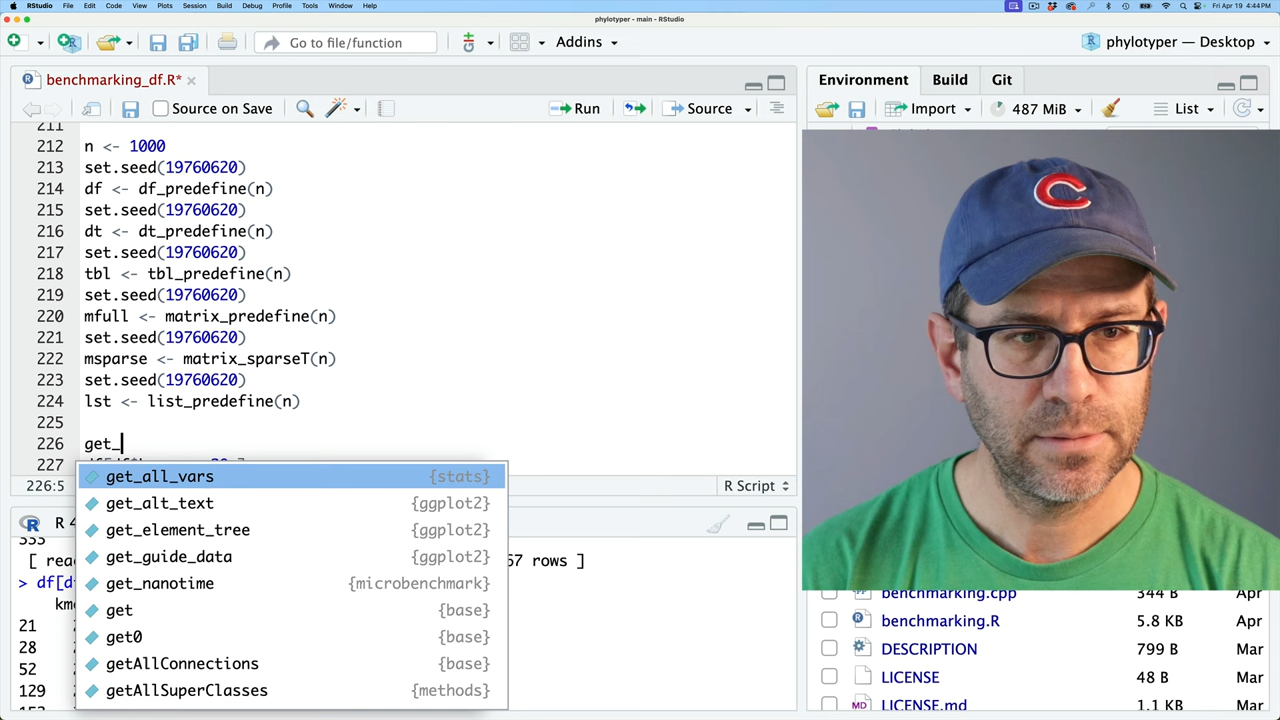 RStudio File Edit Code View Plots Session Build Debug Profile Tools Window Help Fri Apr 19 4:44 PM
phylotyper - main - RStudio
Go to file/function Addins phylotyper — Desktop
benchmarking_df.R*
Source on Save Run Source
211
212 n <- 1000
213 set.seed(19760620)
214 df <- df_predefine(n)
215 set.seed(19760620)
216 dt <- dt_predefine(n)
217 set.seed(19760620)
218 tbl <- tbl_predefine(n)
219 set.seed(19760620)
220 mfull <- matrix_predefine(n)
221 set.seed(19760620)
222 msparse <- matrix_sparseT(n)
223 set.seed(19760620)
224 lst <- list_predefine(n)
225
226 get_
227
226:5 R Script
get_all_vars {stats}
get_alt_text {ggplot2}
get_element_tree {ggplot2}
get_guide_data {ggplot2}
get_nanotime {microbenchmark}
get {base}
get0 {base}
getAllConnections {base}
getAllSuperClasses {methods}
R 4
333
[ rea 67 rows ]
> df[d
km
21
28
52
129
Environment Build Git
Import 487 MiB List
C
benchmarking.cpp 344 B Apr
benchmarking.R 5.8 KB Apr
DESCRIPTION 799 B Mar
LICENSE 48 B Mar
LICENSE.md 1.1 KB Mar